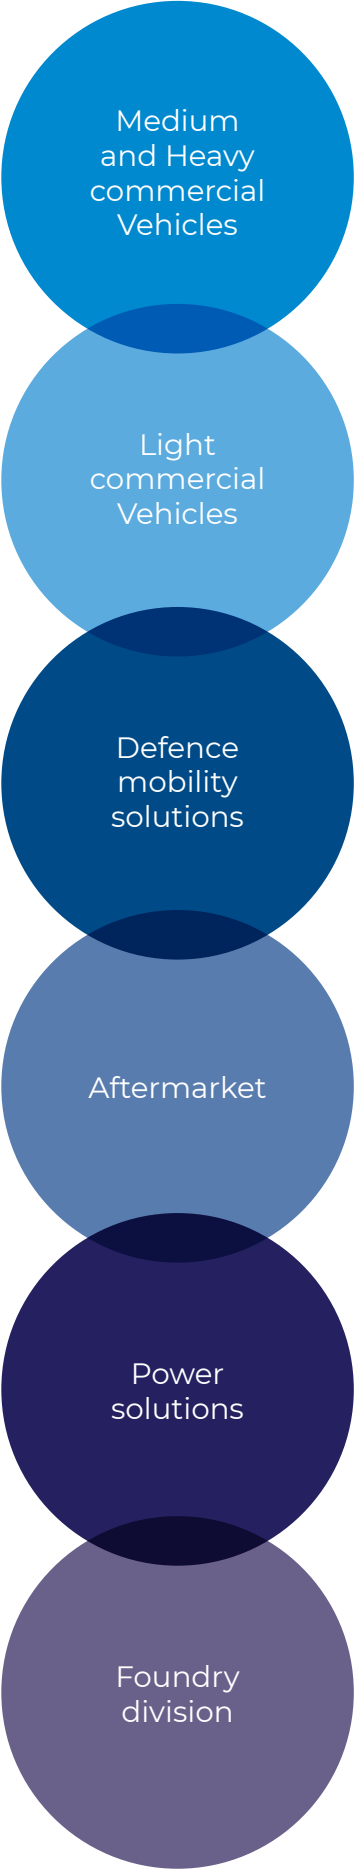 Medium
and Heavy
commercial
Vehicles
Light
commercial
Vehicles
Defence
mobility
solutions
Aftermarket
Power
solutions
Foundry
division